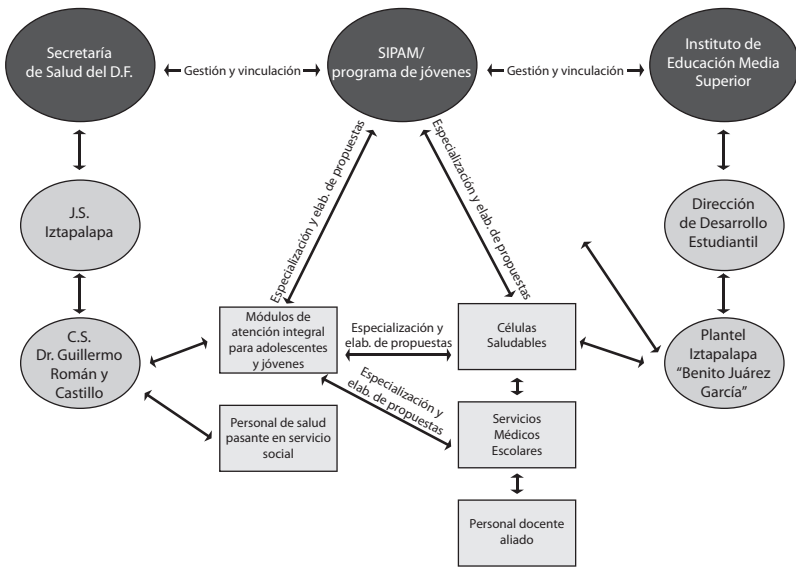 Secretaría
de Salud del D.F.
Gestión y vinculación
SIPAM/
programa de jóvenes
Gestión y vinculación
Instituto de
Educación Media
Superior
Especialización y elab. de propuestas
Especialización y elab. de propuestas
J.S.
Iztapalapa
Dirección
de Desarrollo
Estudiantil
C.S.
Dr. Guillermo
Román y
Castillo
Módulos de
atención integral
para adolescentes
y jóvenes
Especialización y
elab. de propuestas
Células
Saludables
Plantel
Iztapalapa
“Benito Juárez
García”
Especialización y
elab. de propuestas
Personal de salud
pasante en servicio
social
Servicios
Médicos
Escolares
Personal docente
aliado